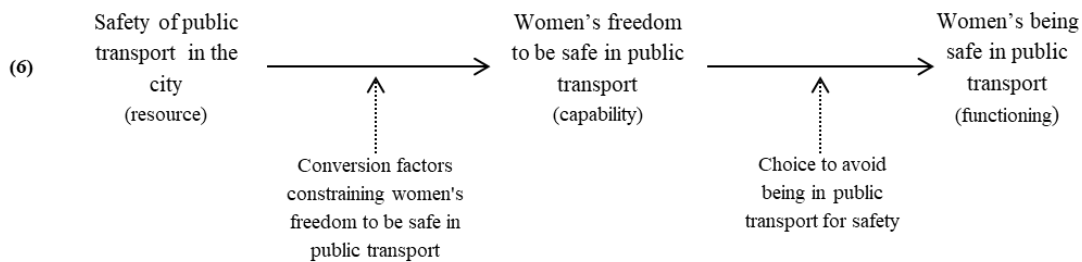 (6)
Safety of public
transport in the
city
(resource)
Women’s freedom
to be safe in public
transport
(capability)
Women’s being
safe in public
transport
(functioning)
Conversion factors
constraining women's
freedom to be safe in
public transport
Choice to avoid
being in public
transport for safety